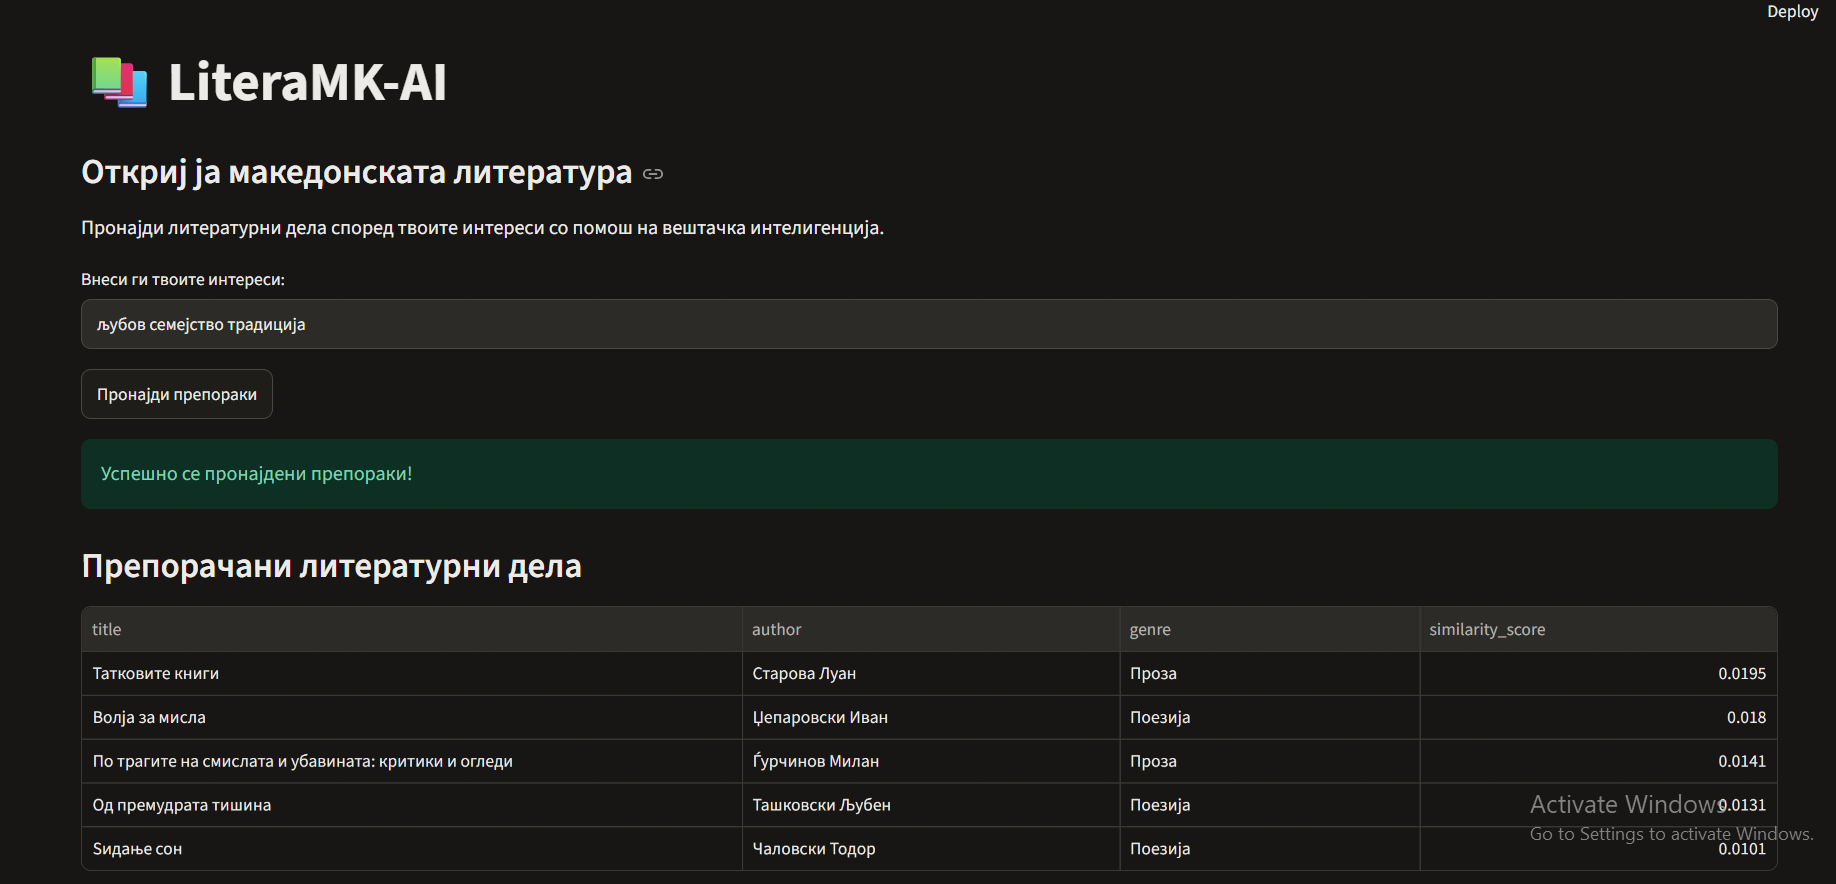 Deploy
📚 LiteraMK-AI
Откриј ја македонската литература
Пронајди литературни дела според твоите интереси со помош на вештачка интелигенција.
Внеси ги твоите интереси:
љубов семејство традиција
Пронајди препораки
Успешно се пронајдени препораки!
Препорачани литературни дела
title author genre similarity_score
Татковите книги Старова Луан Проза 0.0195
Волја за мисла Џепаровски Иван Поезија 0.018
По трагите на смислата и убавината: критики и огледи Ѓурчинов Милан Проза 0.0141
Од премудрата тишина Ташковски Љубен Поезија 0.0131
Ѕидање сон Чаловски Тодор Поезија 0.0101
Activate Windows
Go to Settings to activate Windows.